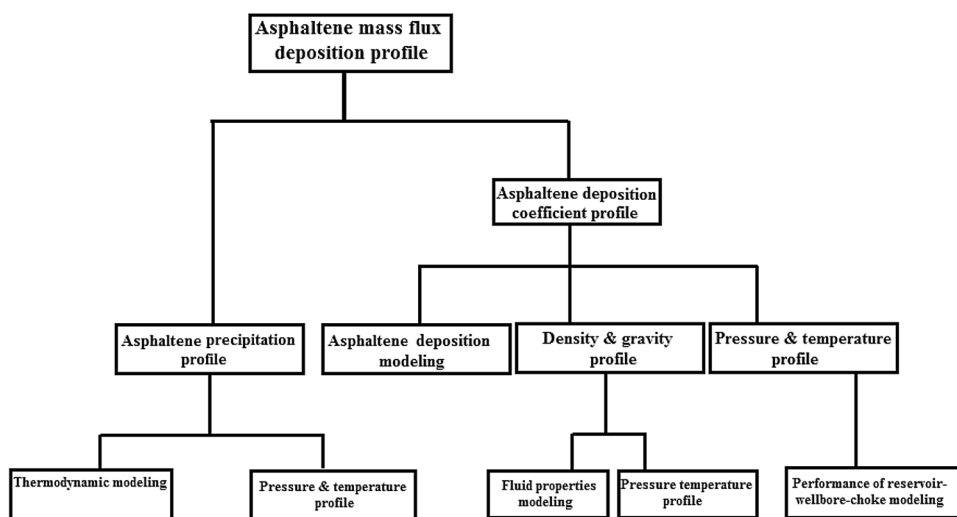 Asphaltene mass flux
deposition profile
Asphaltene deposition
coefficient profile
Asphaltene precipitation
profile
Asphaltene deposition
modeling
Density & gravity
profile
Pressure & temperature
profile
Thermodynamic modeling
Pressure & temperature
profile
Fluid properties
modeling
Pressure temperature
profile
Performance of reservoir-
wellbore-choke modeling